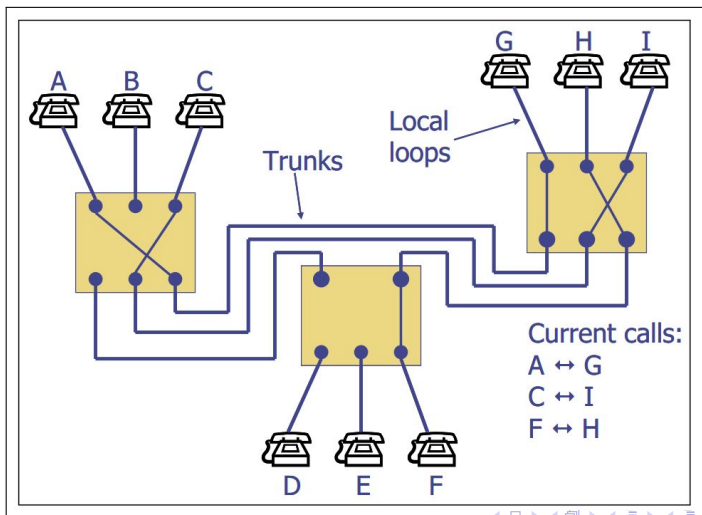 G H I
A B C
Local
loops
Trunks
Current calls:
A ↔ G
C ↔ I
F ↔ H
D E F